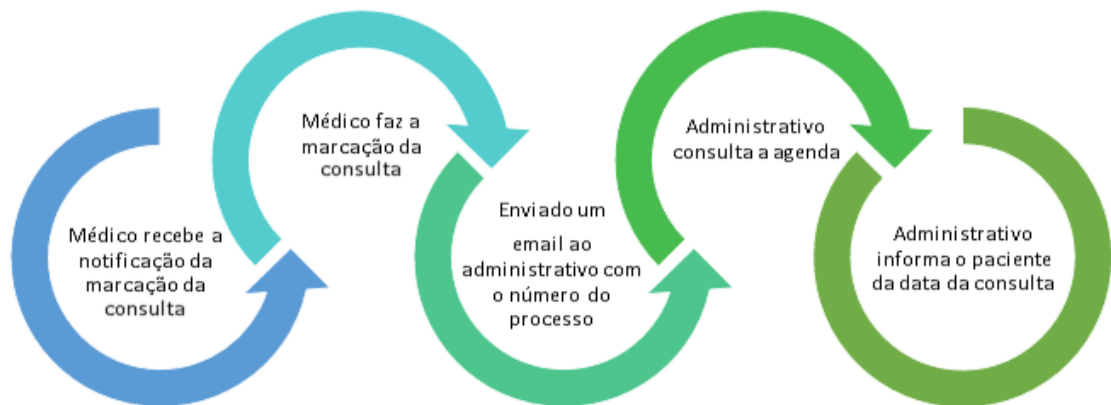 Médico recebe a
notificação da
marcação da
consulta
Médico faz a
marcação da
consulta
Enviado um
email ao
administrativo com
o número do
processo
Administrativo
consulta a agenda
Administrativo
informa o paciente
da data da consulta